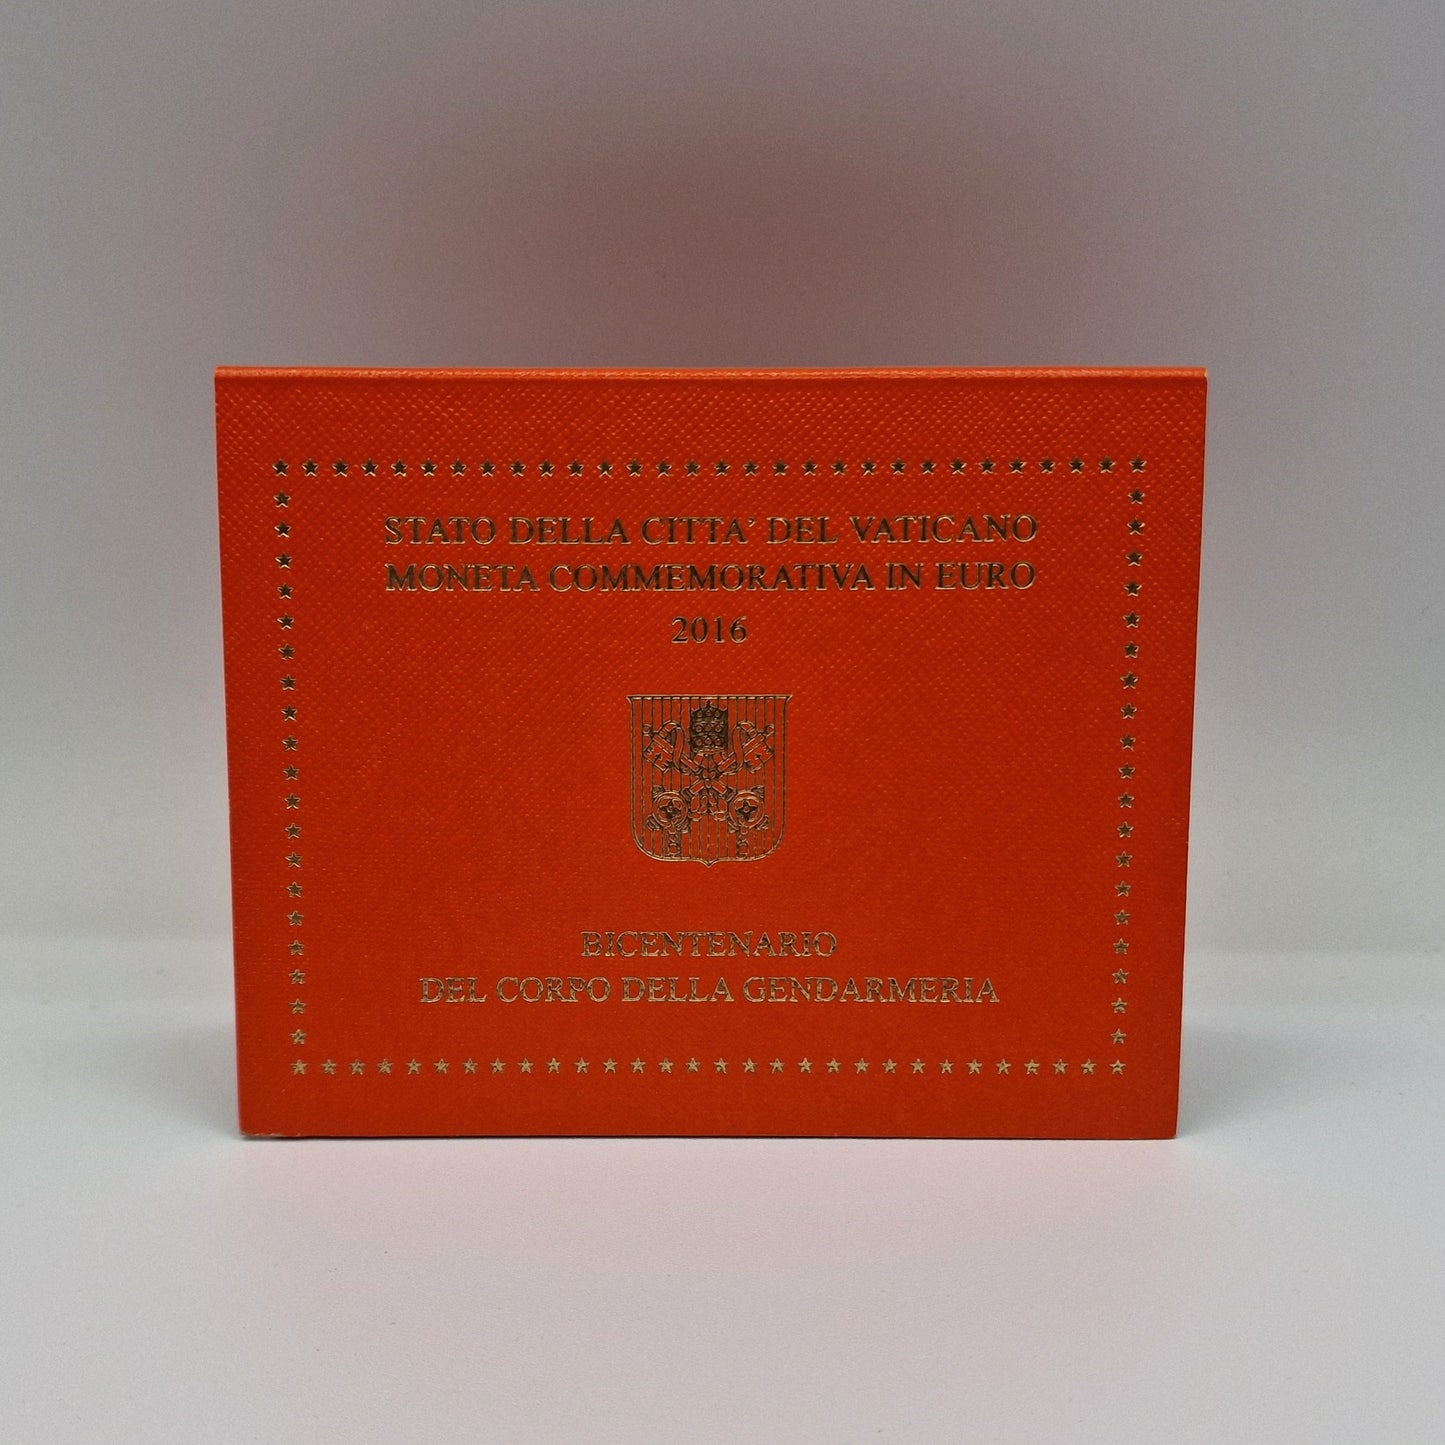 STATO DELLA CITTA' DEL VATICANO
MONETA COMMEMORATIVA IN EURO
2016
BICENTENARIO
DEL CORPO DELLA GENDARMERIA